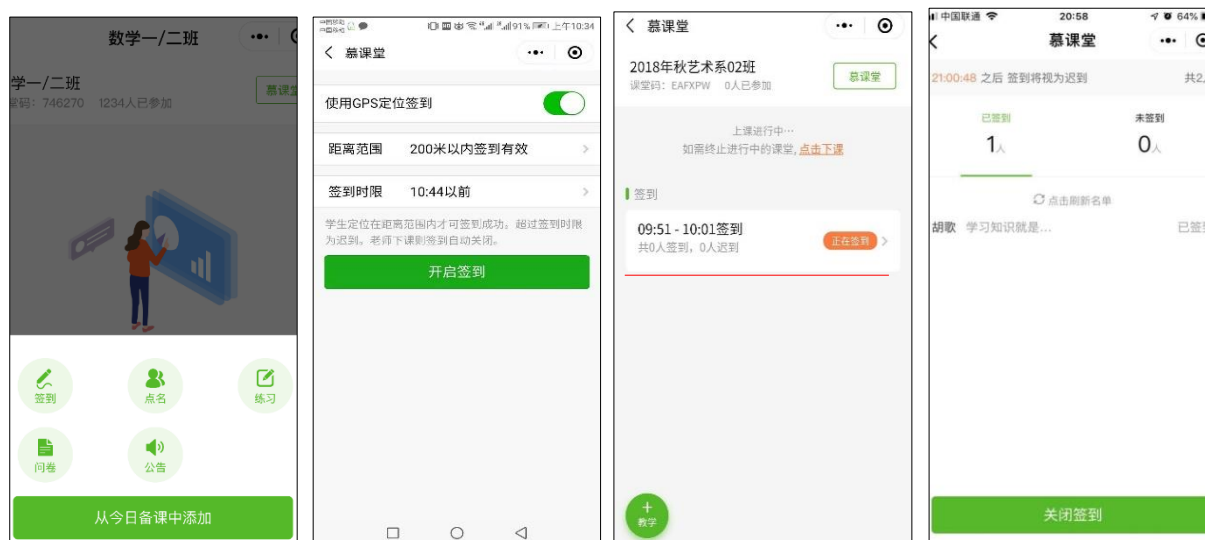 数学一/二班
学一/二班
慕课堂
堂码: 746270 1234人已参加
签到
点名
练习
问卷
公告
从今日备课中添加
91% 上午10:34
慕课堂
使用GPS定位签到
距离范围 200米以内签到有效
签到时限 10:44以前
学生定位在距离范围内才可签到成功。超过签到时限
为迟到。老师下课则签到自动关闭。
开启签到
慕课堂
2018年秋艺术系02班
慕课堂
课堂码: EAFXPW 0人已参加
上课进行中…
如需终止进行中的课堂, 点击下课
签到
09:51 - 10:01签到
共0人签到, 0人迟到
正在签到
教学
中国联通 20:58 64%
慕课堂
21:00:48 之后 签到将视为迟到 共2,
已签到 未签到
1人 0人
点击刷新名单
胡歌 学习知识就是... 已签到
关闭签到